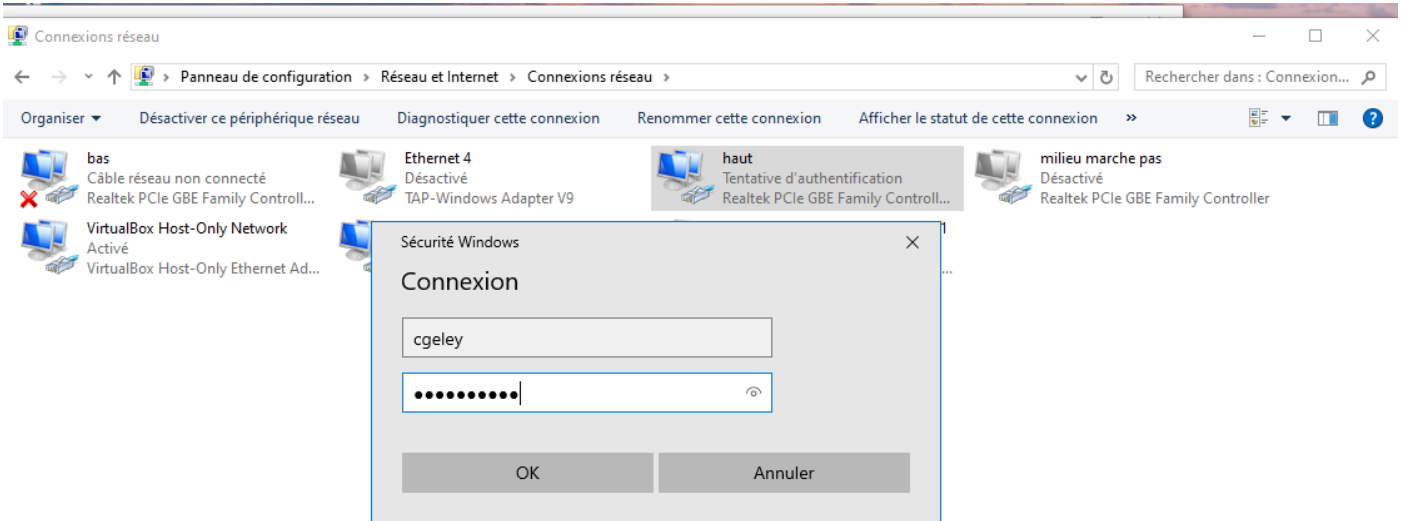 Connexions réseau
Panneau de configuration > Réseau et Internet > Connexions réseau >
Rechercher dans : Connexion...
Organiser Désactiver ce périphérique réseau Diagnostiquer cette connexion Renommer cette connexion Afficher le statut de cette connexion »
bas
Câble réseau non connecté
Realtek PCIe GBE Family Controll...
Ethernet 4
Désactivé
TAP-Windows Adapter V9
haut
Tentative d'authentification
Realtek PCIe GBE Family Controll...
milieu marche pas
Désactivé
Realtek PCIe GBE Family Controller
VirtualBox Host-Only Network
Activé
VirtualBox Host-Only Ethernet Ad...
1
...
Sécurité Windows
Connexion
cgeley
••••••••••
OK
Annuler